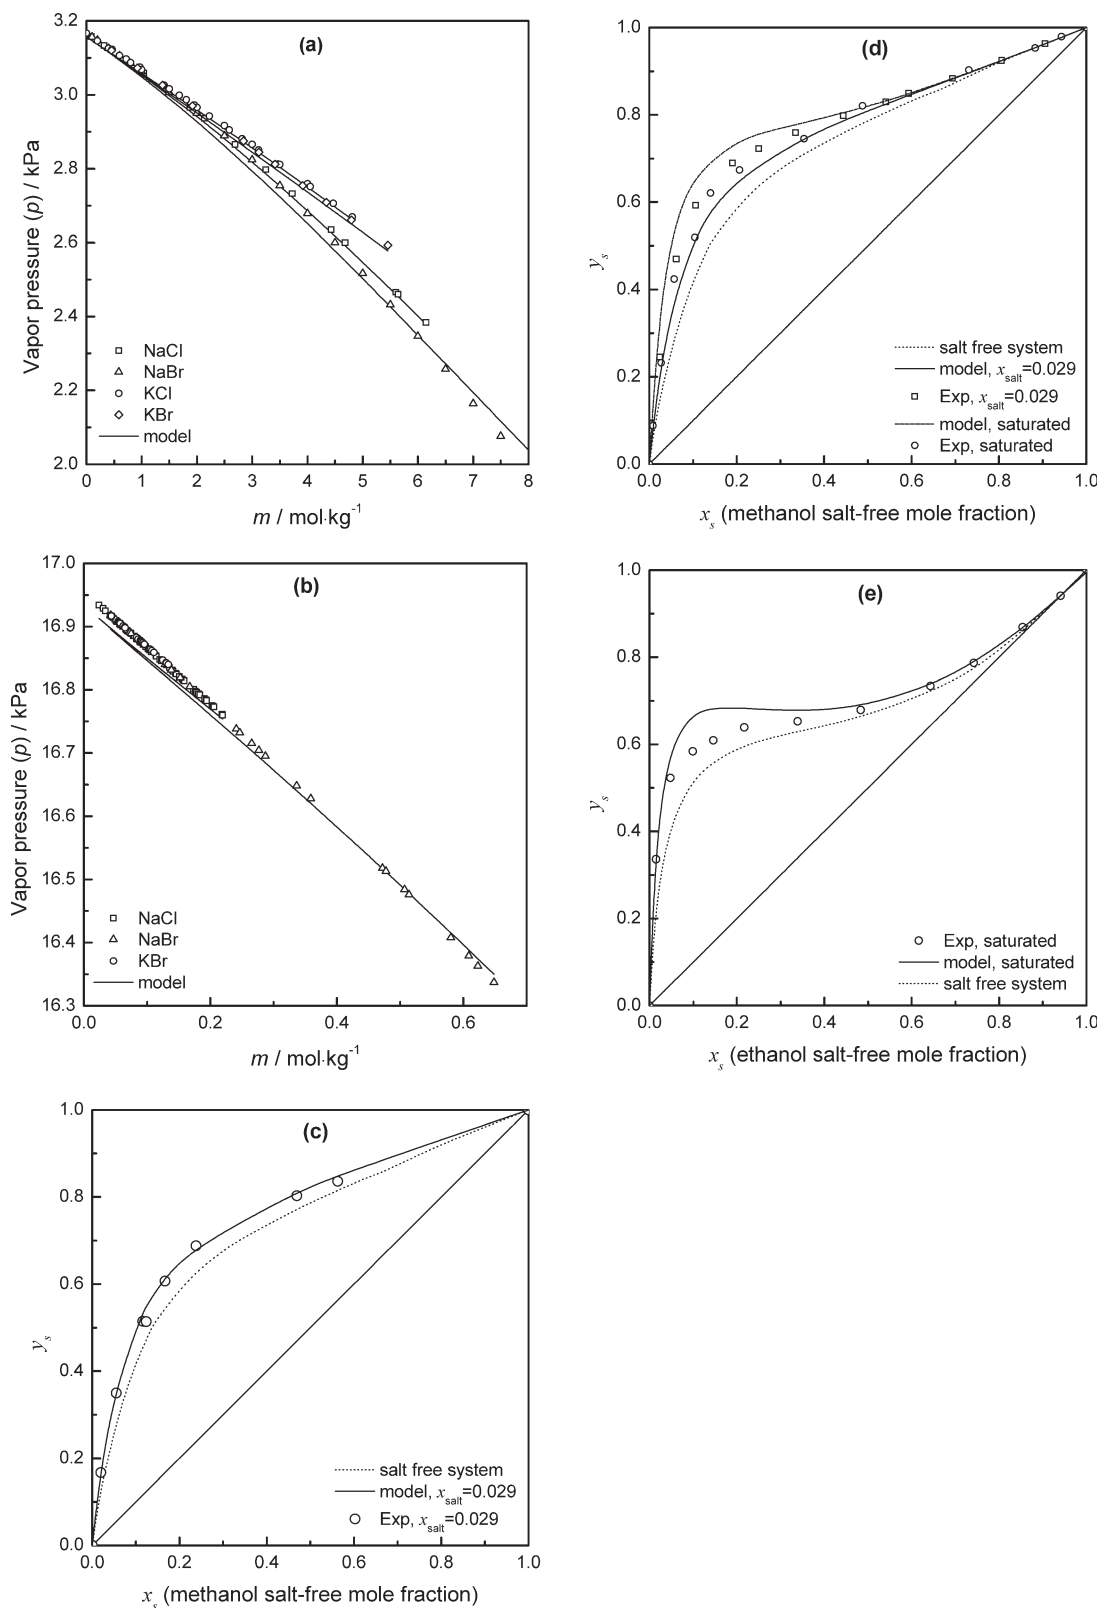 (a)
Vapor pressure (p) / kPa
3.2
3.0
2.8
2.6
2.4
2.2
2.0
NaCl
NaBr
KCl
KBr
model
0 1 2 3 4 5 6 7 8
m / mol·kg⁻¹
(d)
yₛ
1.0
0.8
0.6
0.4
0.2
0.0
salt free system
model, x_salt=0.029
Exp, x_salt=0.029
model, saturated
Exp, saturated
0.0 0.2 0.4 0.6 0.8 1.0
xₛ (methanol salt-free mole fraction)
(b)
Vapor pressure (p) / kPa
17.0
16.9
16.8
16.7
16.6
16.5
16.4
16.3
NaCl
NaBr
KBr
model
0.0 0.2 0.4 0.6
m / mol·kg⁻¹
(e)
yₛ
1.0
0.8
0.6
0.4
0.2
0.0
Exp, saturated
model, saturated
salt free system
0.0 0.2 0.4 0.6 0.8 1.0
xₛ (ethanol salt-free mole fraction)
(c)
yₛ
1.0
0.8
0.6
0.4
0.2
0.0
salt free system
model, x_salt=0.029
Exp, x_salt=0.029
0.0 0.2 0.4 0.6 0.8 1.0
xₛ (methanol salt-free mole fraction)